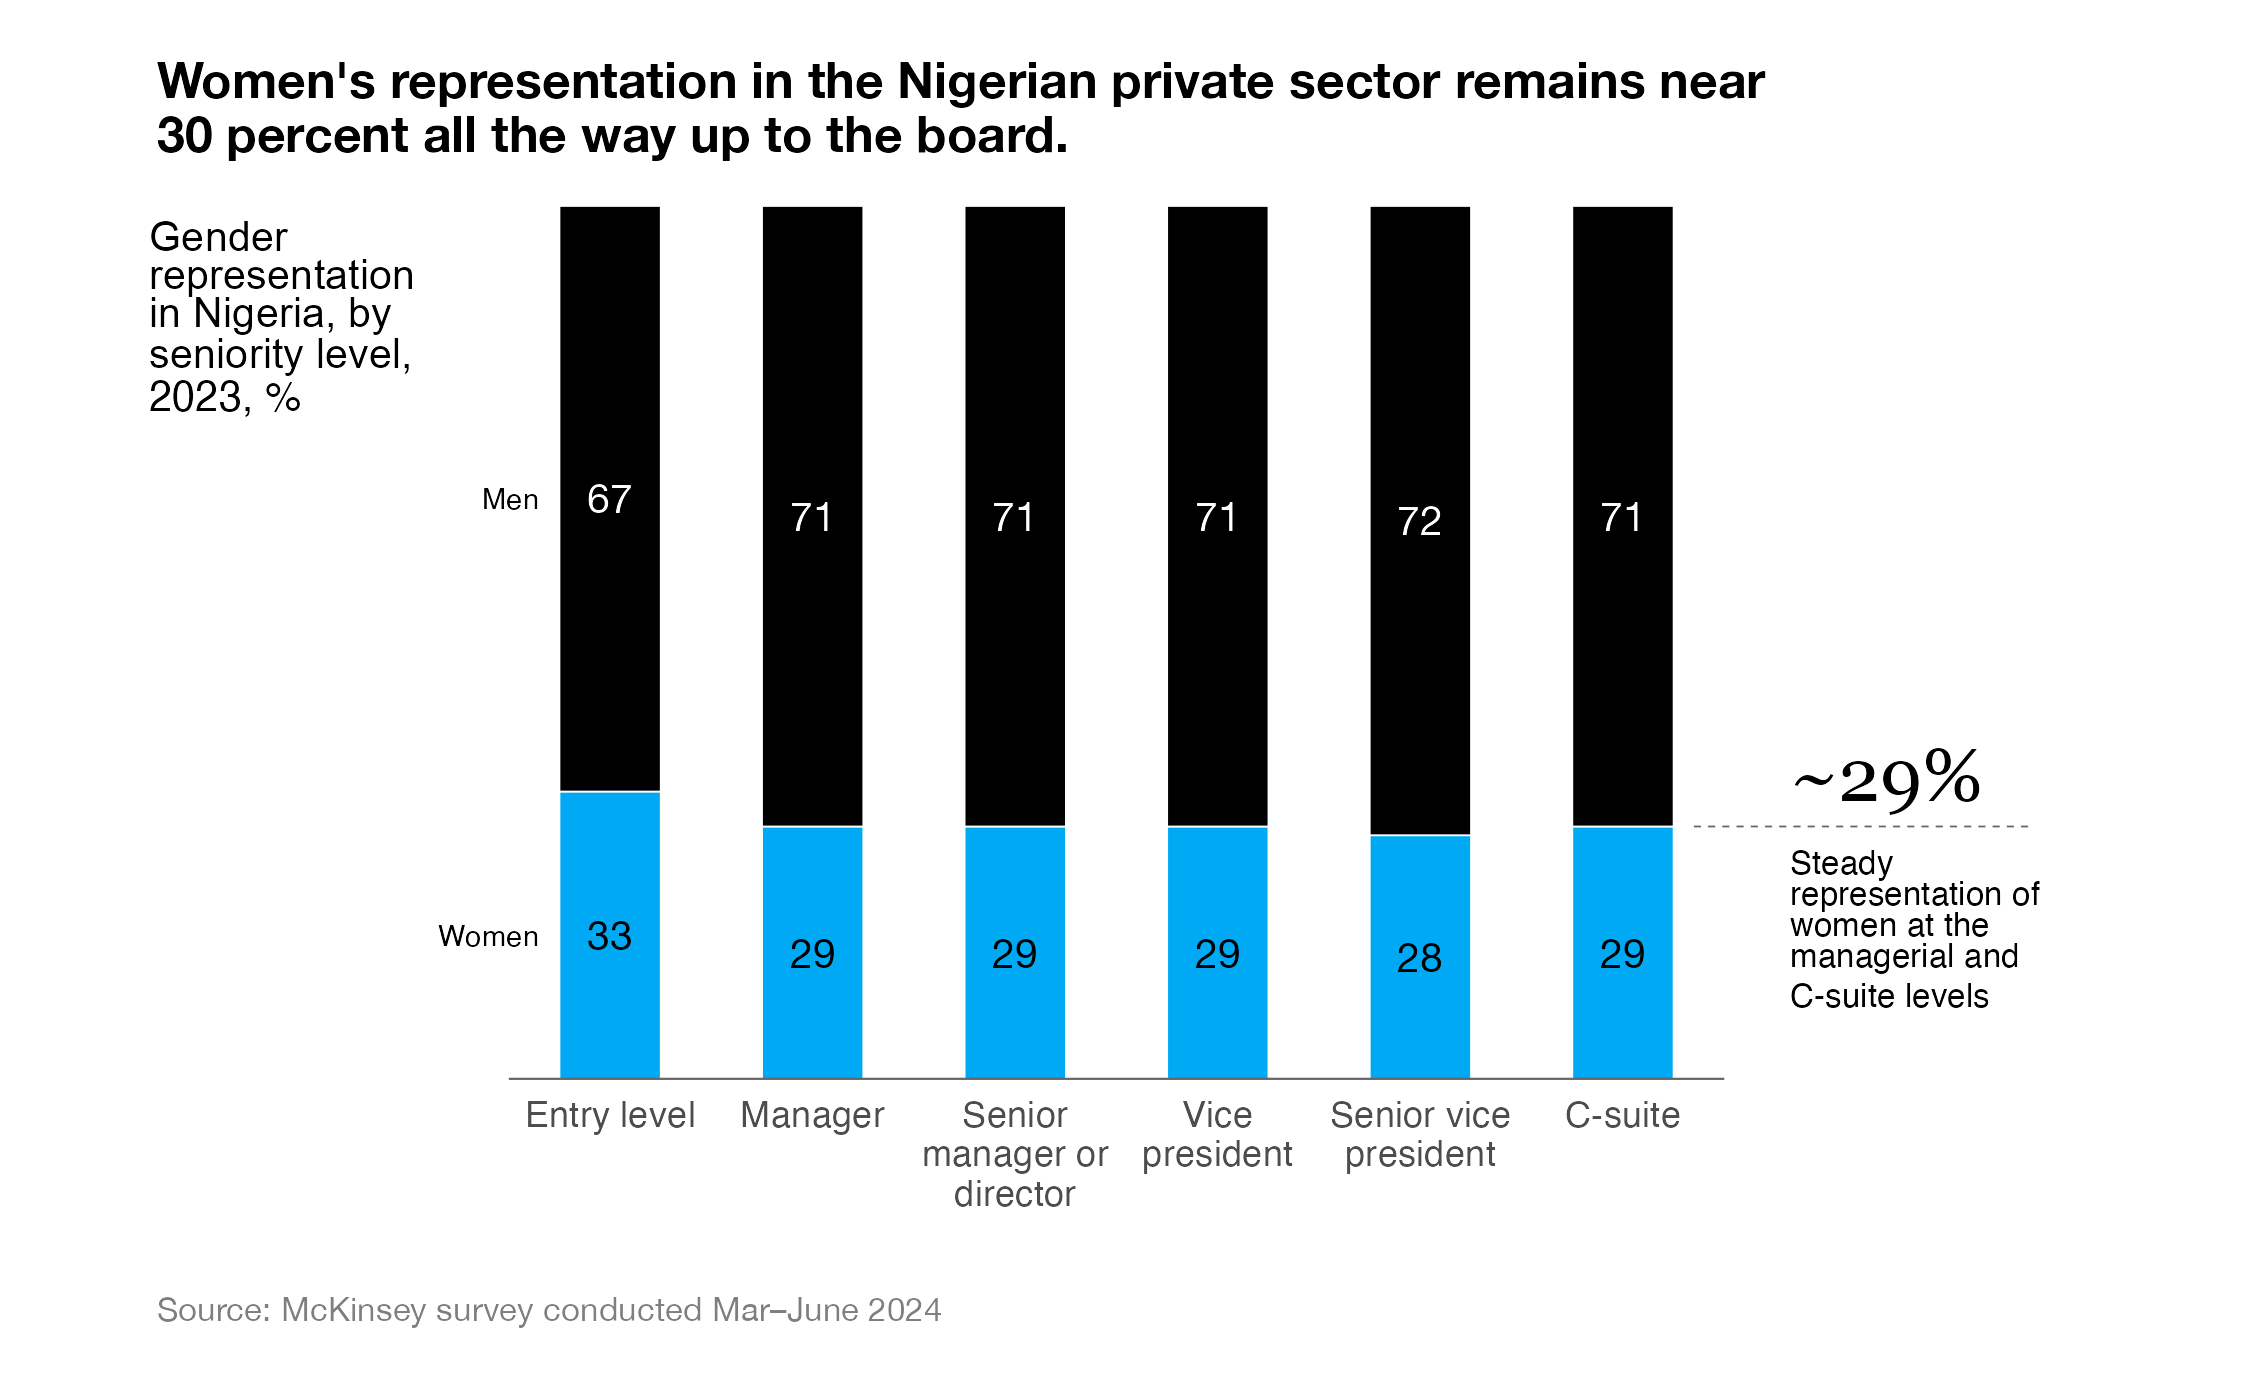 Women's representation in the Nigerian private sector remains near
30 percent all the way up to the board.
Gender
representation
in Nigeria, by
seniority level,
2023, %
Men
67
71
71
71
72
71
Women
33
29
29
29
28
29
~29%
Steady
representation of
women at the
managerial and
C-suite levels
Entry level
Manager
Senior
manager or
director
Vice
president
Senior vice
president
C-suite
Source: McKinsey survey conducted Mar–June 2024